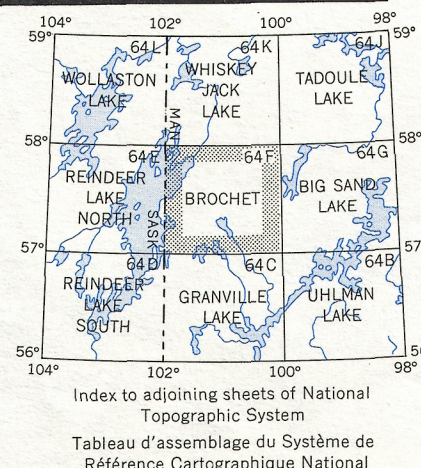 104° 102° 100° 98°
59° 64L 64K 64J 59°
WOLLASTON LAKE
WHISKEY JACK LAKE
TADOULE LAKE
MAN
58° 64E 64F 64G 58°
REINDEER LAKE NORTH
BROCHET
BIG SAND LAKE
SASK
57° 64D 64C 64B 57°
REINDEER LAKE SOUTH
GRANVILLE LAKE
UHLMAN LAKE
56°
104° 102° 100° 98°
Index to adjoining sheets of National
Topographic System
Tableau d'assemblage du Système de
Référence Cartographique National